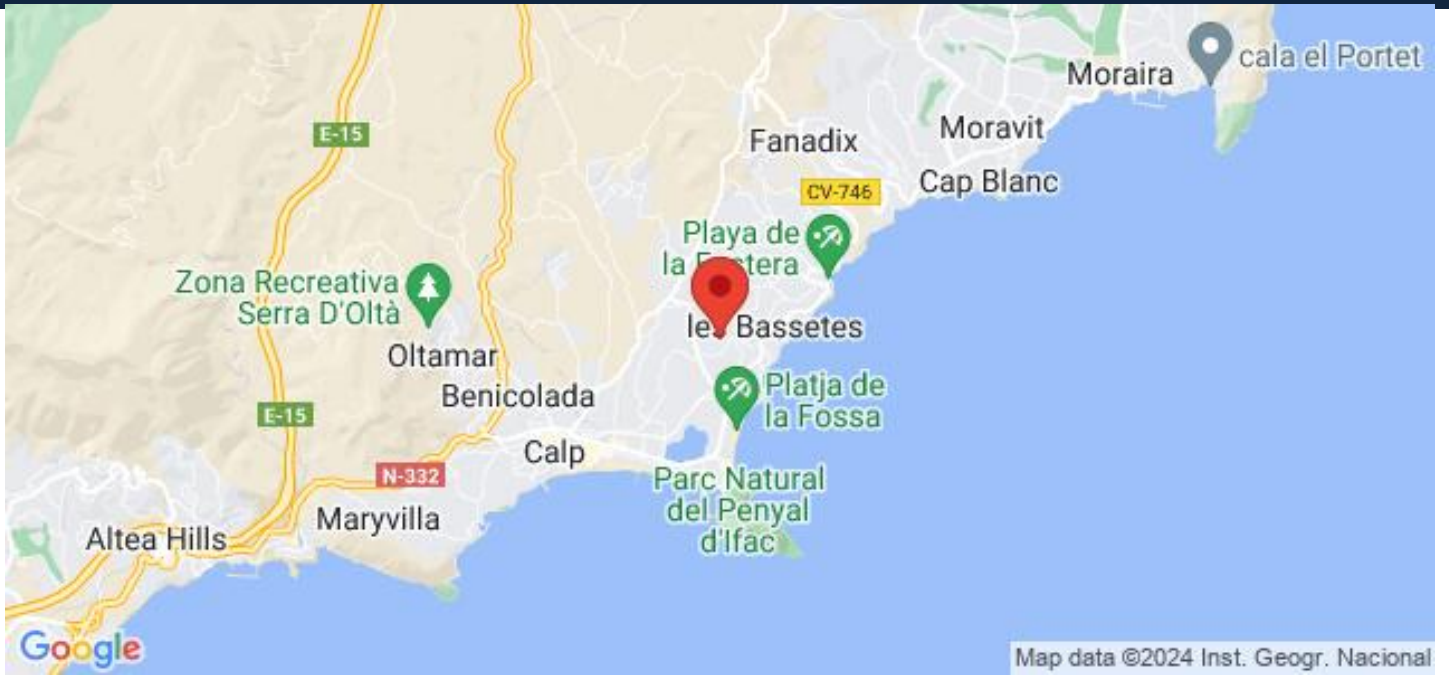 cala el Portet
Moraira
E-15
Fanadix
Moravit
Cap Blanc
CV-746
Playa de
la
Zona Recreativa
Serra D'Oltà
les Bassetes
Oltamar
Benicolada
Platja de
la Fossa
E-15
Calp
N-332
Parc Natural
del Penyal
d'Ifac
Maryvilla
Altea Hills
Google
Map data ©2024 Inst. Geogr. Nacional